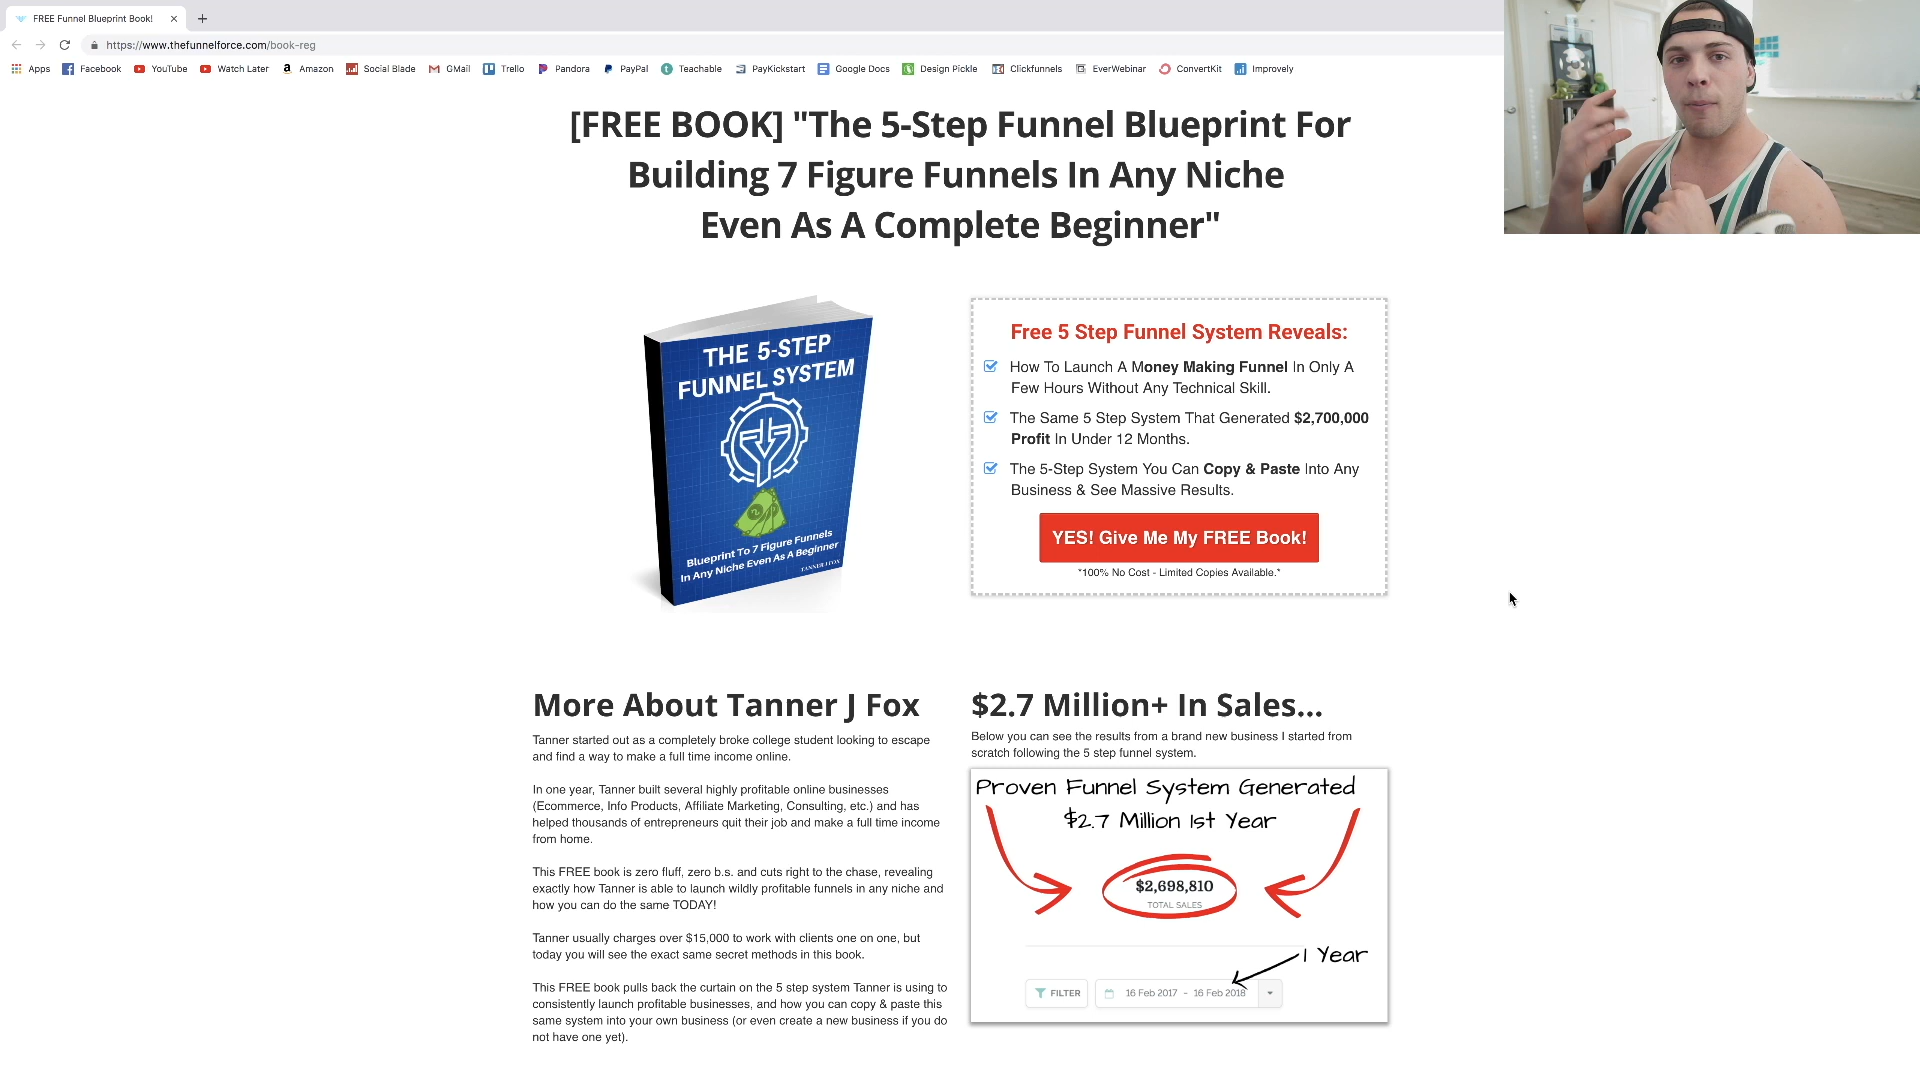 FREE Funnel Blueprint Book!
https://www.thefunnelforce.com/book-reg
Apps Facebook YouTube Watch Later Amazon Social Blade GMail Trello Pandora PayPal Teachable PayKickstart Google Docs Design Pickle Clickfunnels EverWebinar ConvertKit Improvely
[FREE BOOK] "The 5-Step Funnel Blueprint For
Building 7 Figure Funnels In Any Niche
Even As A Complete Beginner"
THE 5-STEP
FUNNEL SYSTEM
Blueprint To 7 Figure Funnels
In Any Niche Even As A Beginner
TANNER J FOX
Free 5 Step Funnel System Reveals:
How To Launch A Money Making Funnel In Only A
Few Hours Without Any Technical Skill.
The Same 5 Step System That Generated $2,700,000
Profit In Under 12 Months.
The 5-Step System You Can Copy & Paste Into Any
Business & See Massive Results.
YES! Give Me My FREE Book!
*100% No Cost - Limited Copies Available.*
More About Tanner J Fox
Tanner started out as a completely broke college student looking to escape
and find a way to make a full time income online.
In one year, Tanner built several highly profitable online businesses
(Ecommerce, Info Products, Affiliate Marketing, Consulting, etc.) and has
helped thousands of entrepreneurs quit their job and make a full time income
from home.
This FREE book is zero fluff, zero b.s. and cuts right to the chase, revealing
exactly how Tanner is able to launch wildly profitable funnels in any niche and
how you can do the same TODAY!
Tanner usually charges over $15,000 to work with clients one on one, but
today you will see the exact same secret methods in this book.
This FREE book pulls back the curtain on the 5 step system Tanner is using to
consistently launch profitable businesses, and how you can copy & paste this
same system into your own business (or even create a new business if you do
not have one yet).
$2.7 Million+ In Sales...
Below you can see the results from a brand new business I started from
scratch following the 5 step funnel system.
Proven Funnel System Generated
$2.7 Million 1st Year
$2,698,810
TOTAL SALES
1 Year
FILTER 16 Feb 2017 - 16 Feb 2018